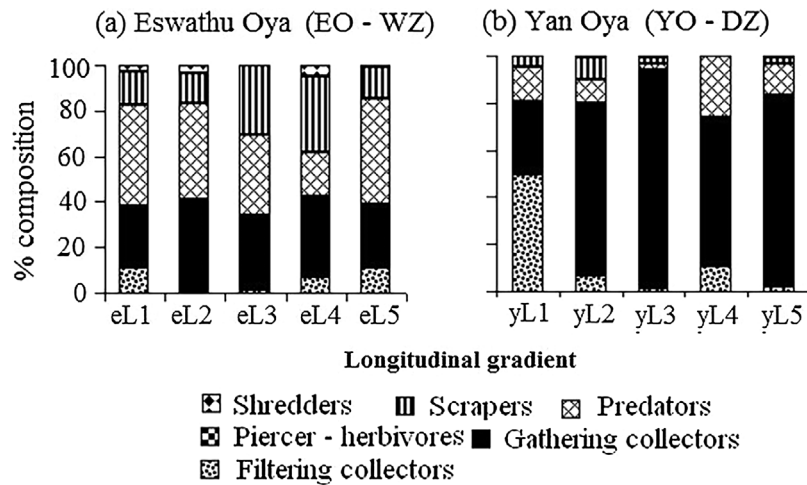 (a) Eswathu Oya (EO - WZ)
(b) Yan Oya (YO - DZ)
% composition
100
80
60
40
20
0
eL1 eL2 eL3 eL4 eL5
yL1 yL2 yL3 yL4 yL5
Longitudinal gradient
Shredders Scrapers Predators
Piercer - herbivores Gathering collectors
Filtering collectors